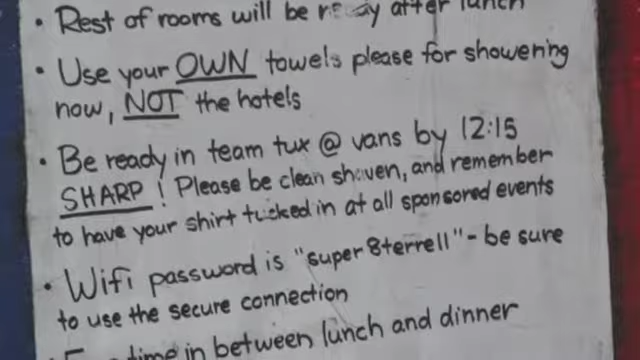 • Rest of rooms will be ready after lunch
• Use your OWN towels please for showering
now, NOT the hotels
• Be ready in team tux @ vans by 12:15
SHARP! Please be clean shaven, and remember
to have your shirt tucked in at all sponsored events
• Wifi password is "super8terrell" - be sure
to use the secure connection
time in between lunch and dinner